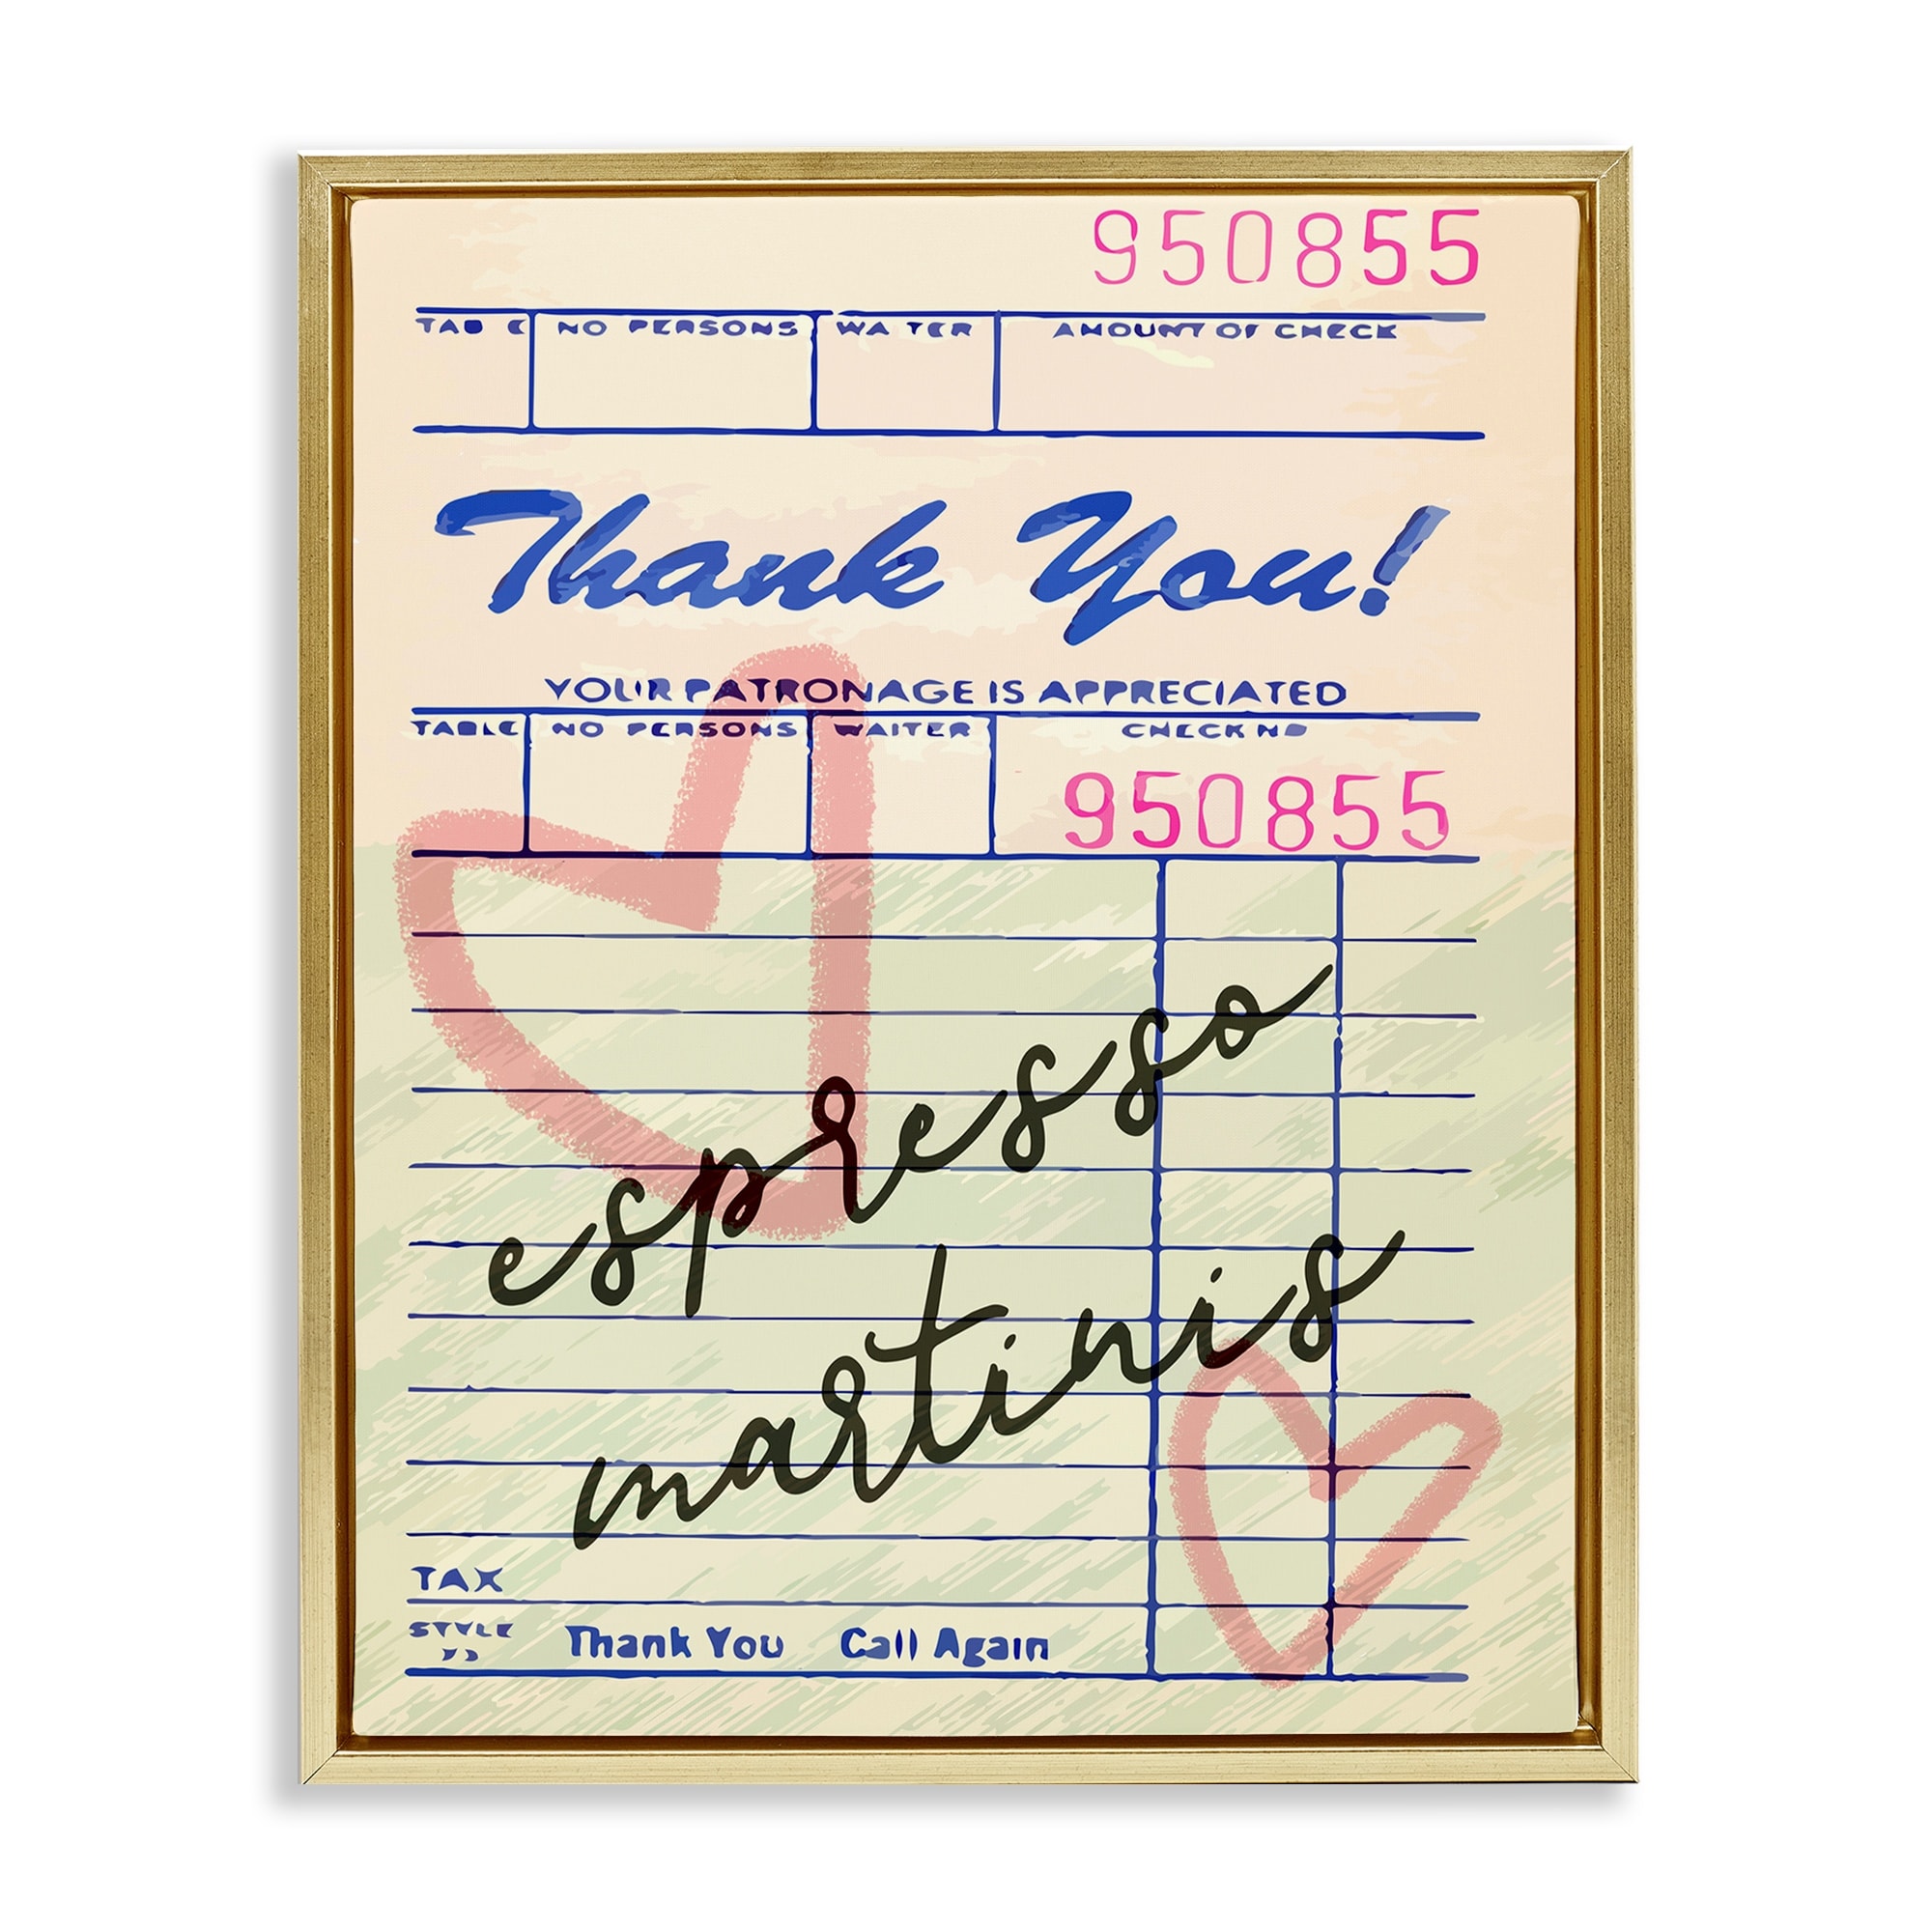 950855
TABLE NO PERSONS WAITER AMOUNT OF CHECK
Thank You!
YOUR PATRONAGE IS APPRECIATED
TABLE NO PERSONS WAITER CHECK NO
950855
espresso
martinis
TAX
STYLE
Thank You Call Again